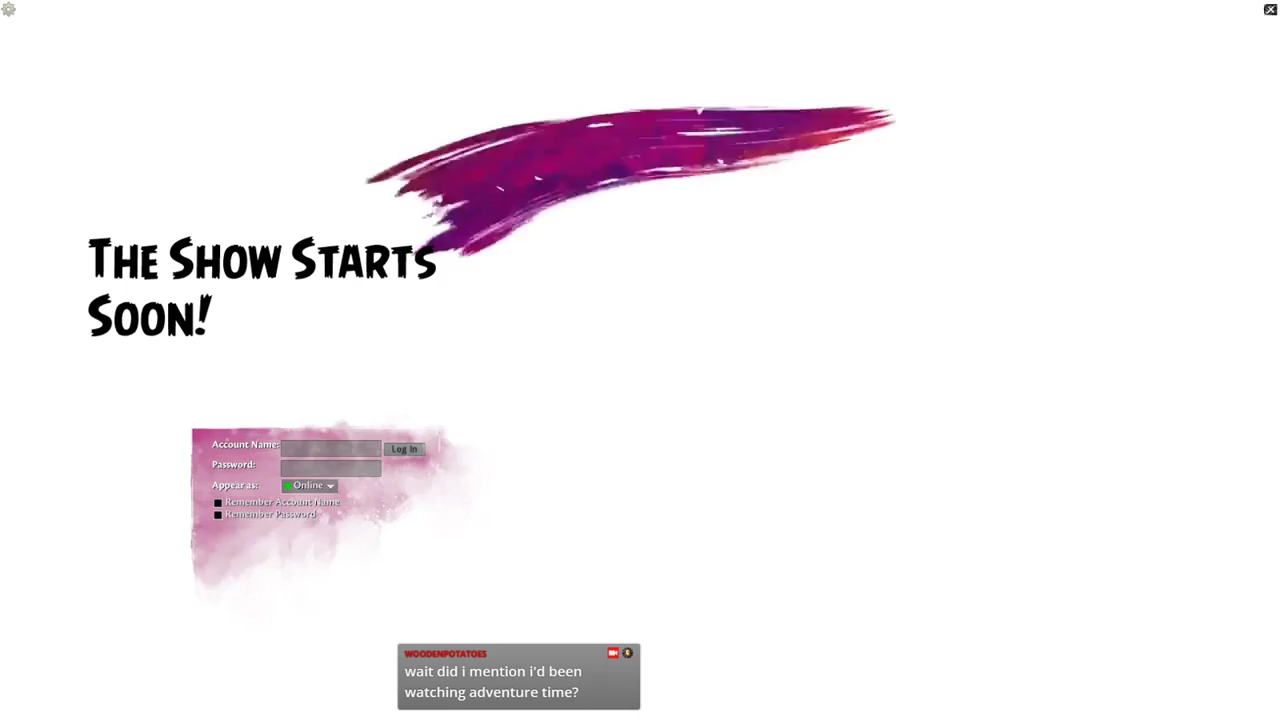 The Show Starts
Soon!
Account Name:
Log In
Password:
Appear as:
Online
Remember Account Name
Remember Password
WOODENPOTATOES
wait did i mention i'd been
watching adventure time?